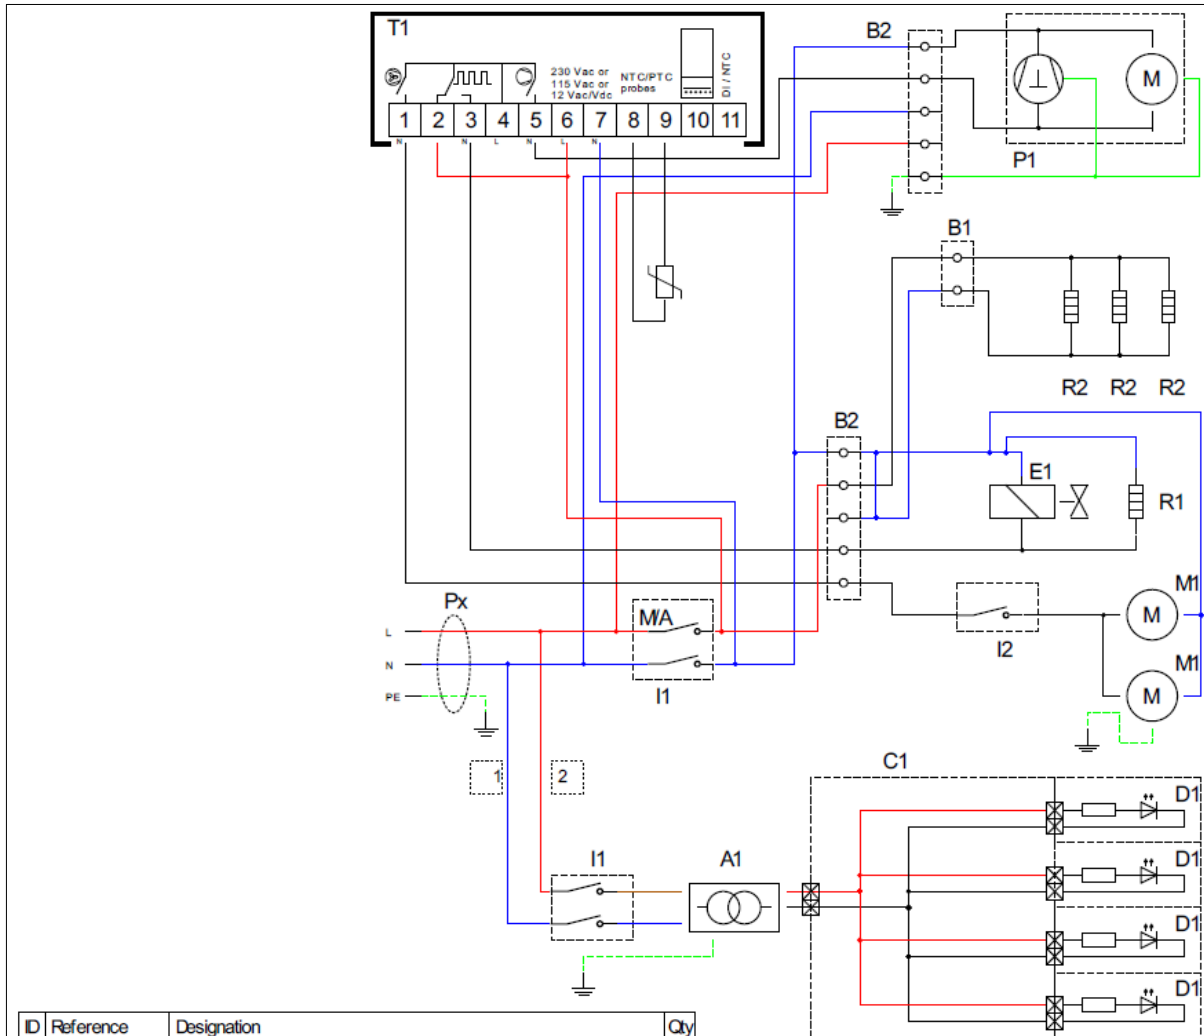 T1
230 Vac or
115 Vac or
12 Vac/Vdc
NTC/PTC
probes
DI / NTC
1 2 3 4 5 6 7 8 9 10 11
N N L N L N
B2
M
P1
B1
R2 R2 R2
B2
E1
R1
Px
M/A
L
N
PE
I1
I2
M1
M
M1
M
1
2
C1
I1
A1
D1
D1
D1
D1
ID Reference Designation Qty